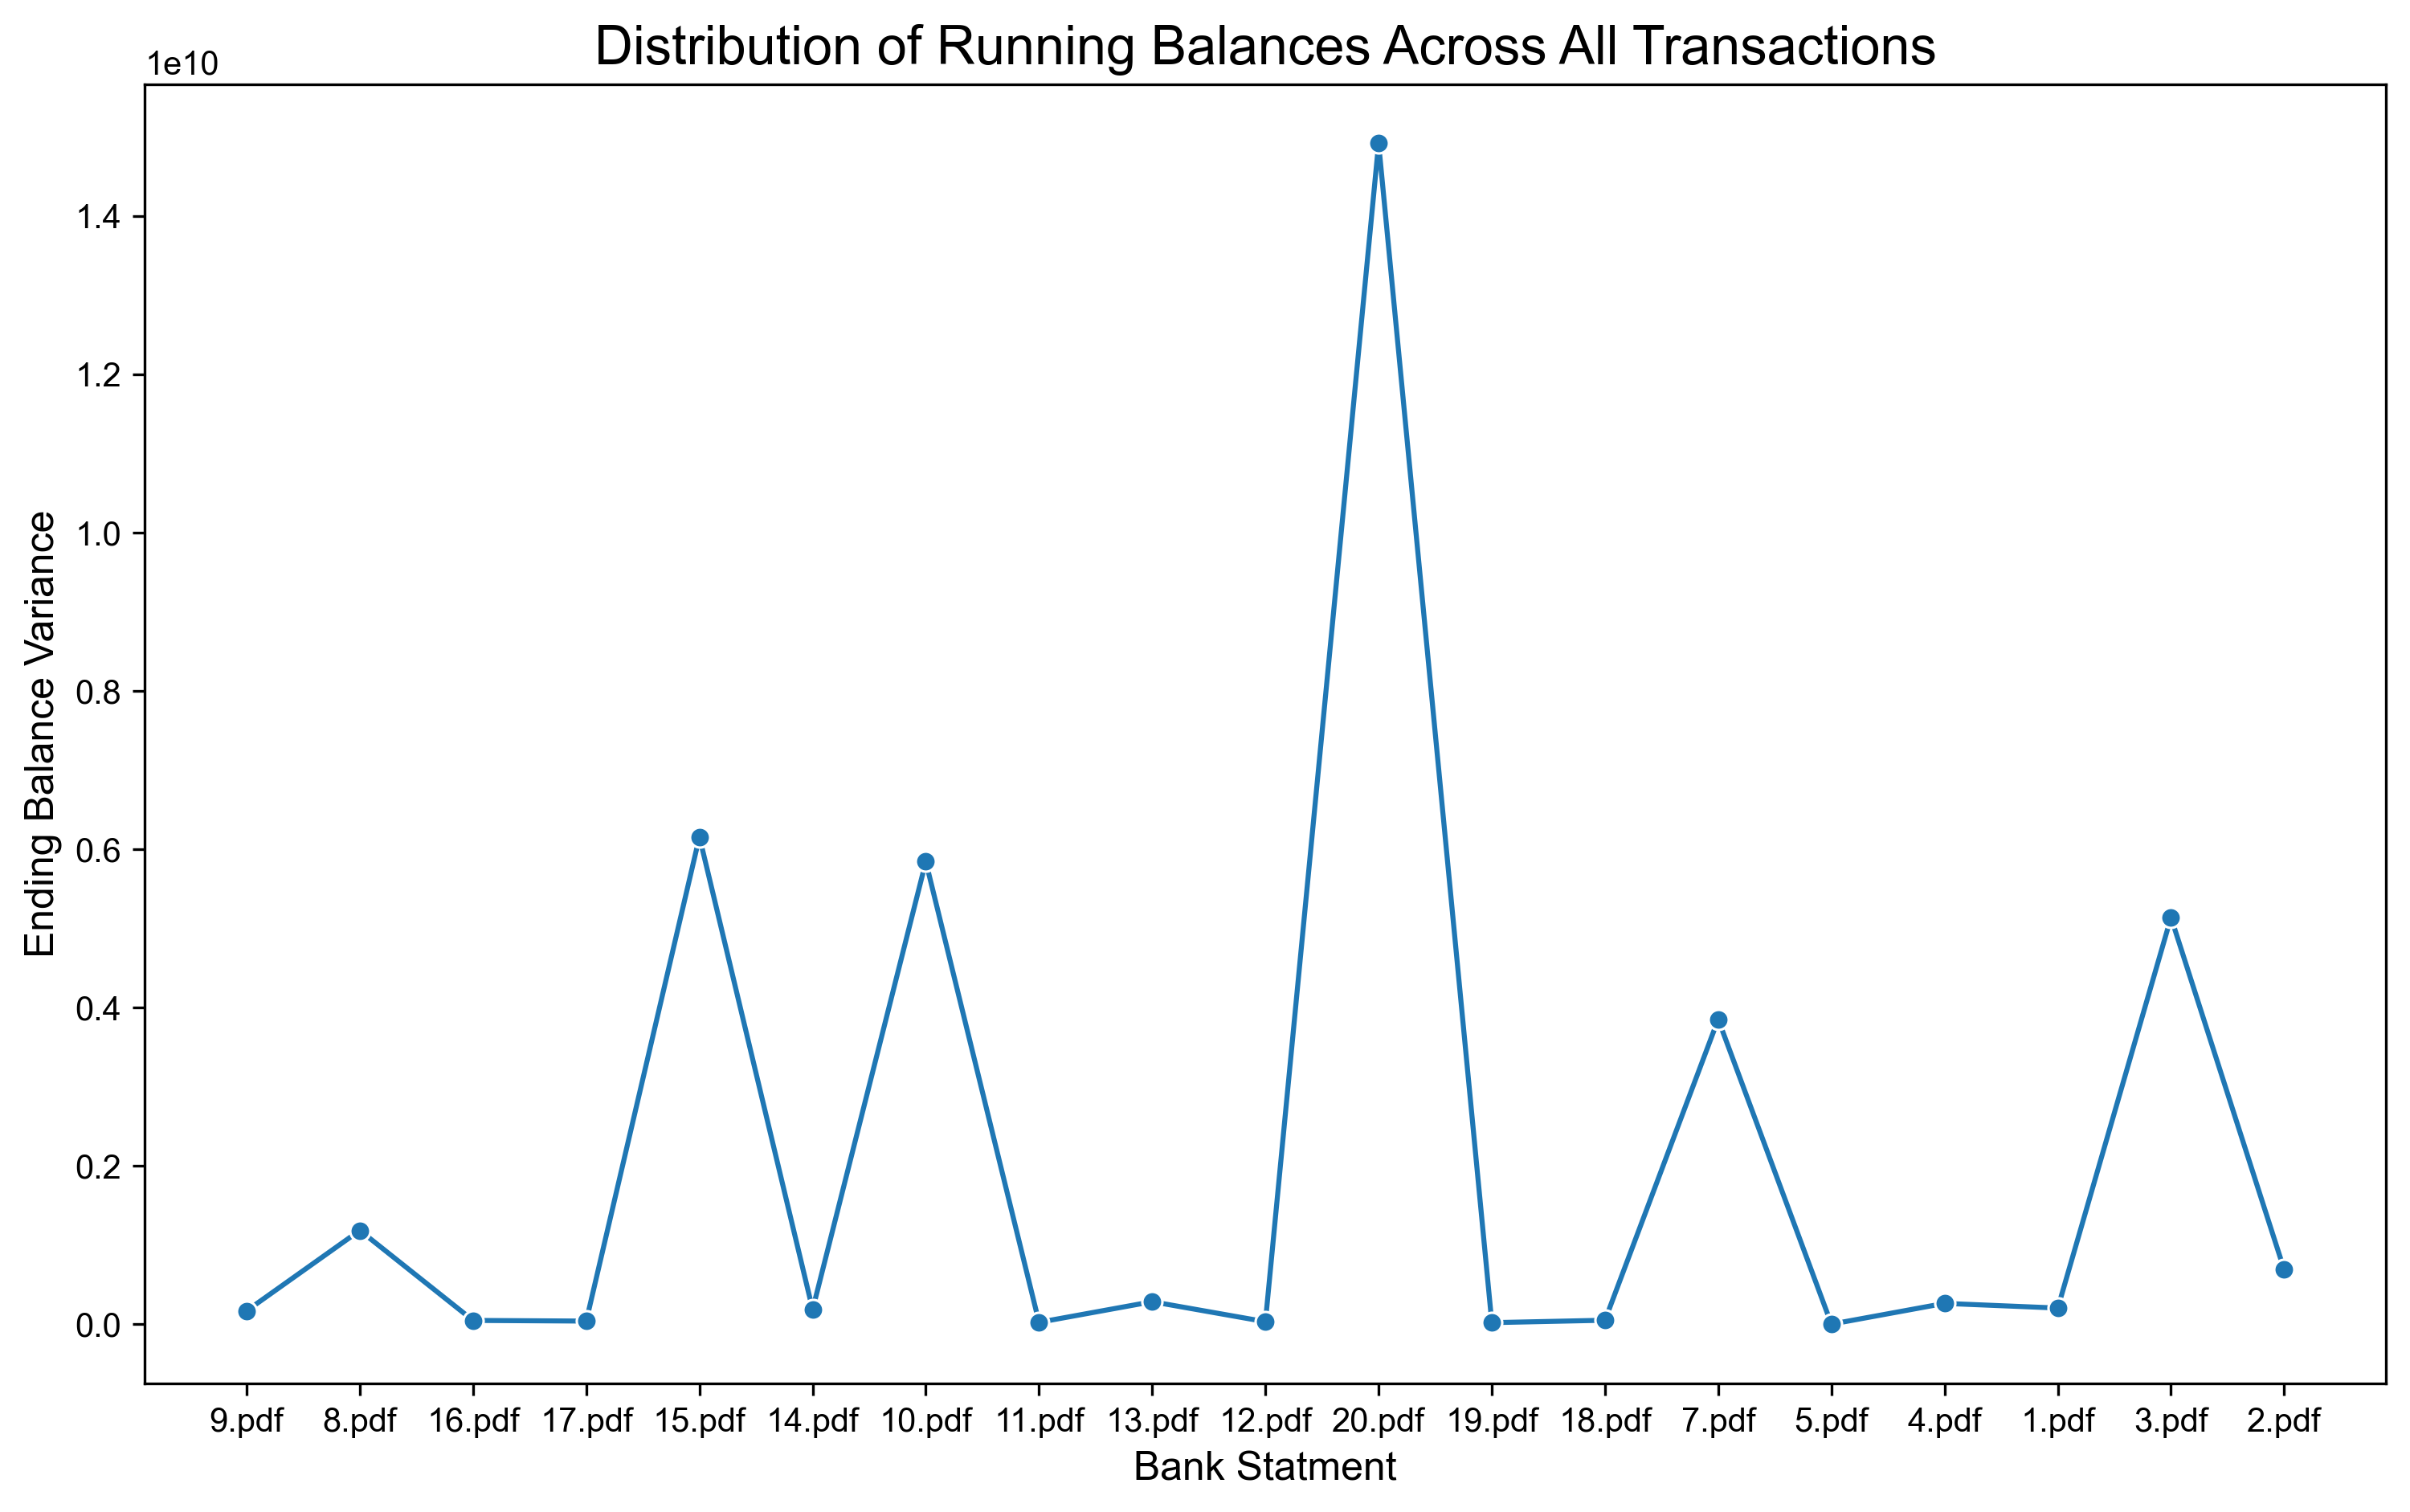 Distribution of Running Balances Across All Transactions
1e10
1.4
1.2
1.0
0.8
0.6
0.4
0.2
0.0
Ending Balance Variance
9.pdf 8.pdf 16.pdf 17.pdf 15.pdf 14.pdf 10.pdf 11.pdf 13.pdf 12.pdf 20.pdf 19.pdf 18.pdf 7.pdf 5.pdf 4.pdf 1.pdf 3.pdf 2.pdf
Bank Statment